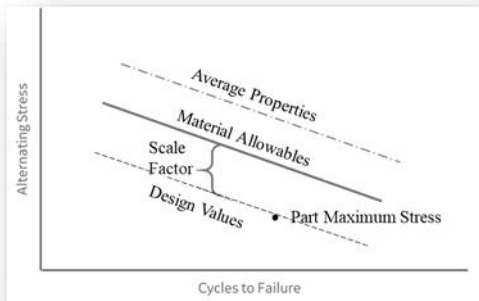 Average Properties
Material Allowables
Scale
Factor
Design Values
Part Maximum Stress
Alternating Stress
Cycles to Failure